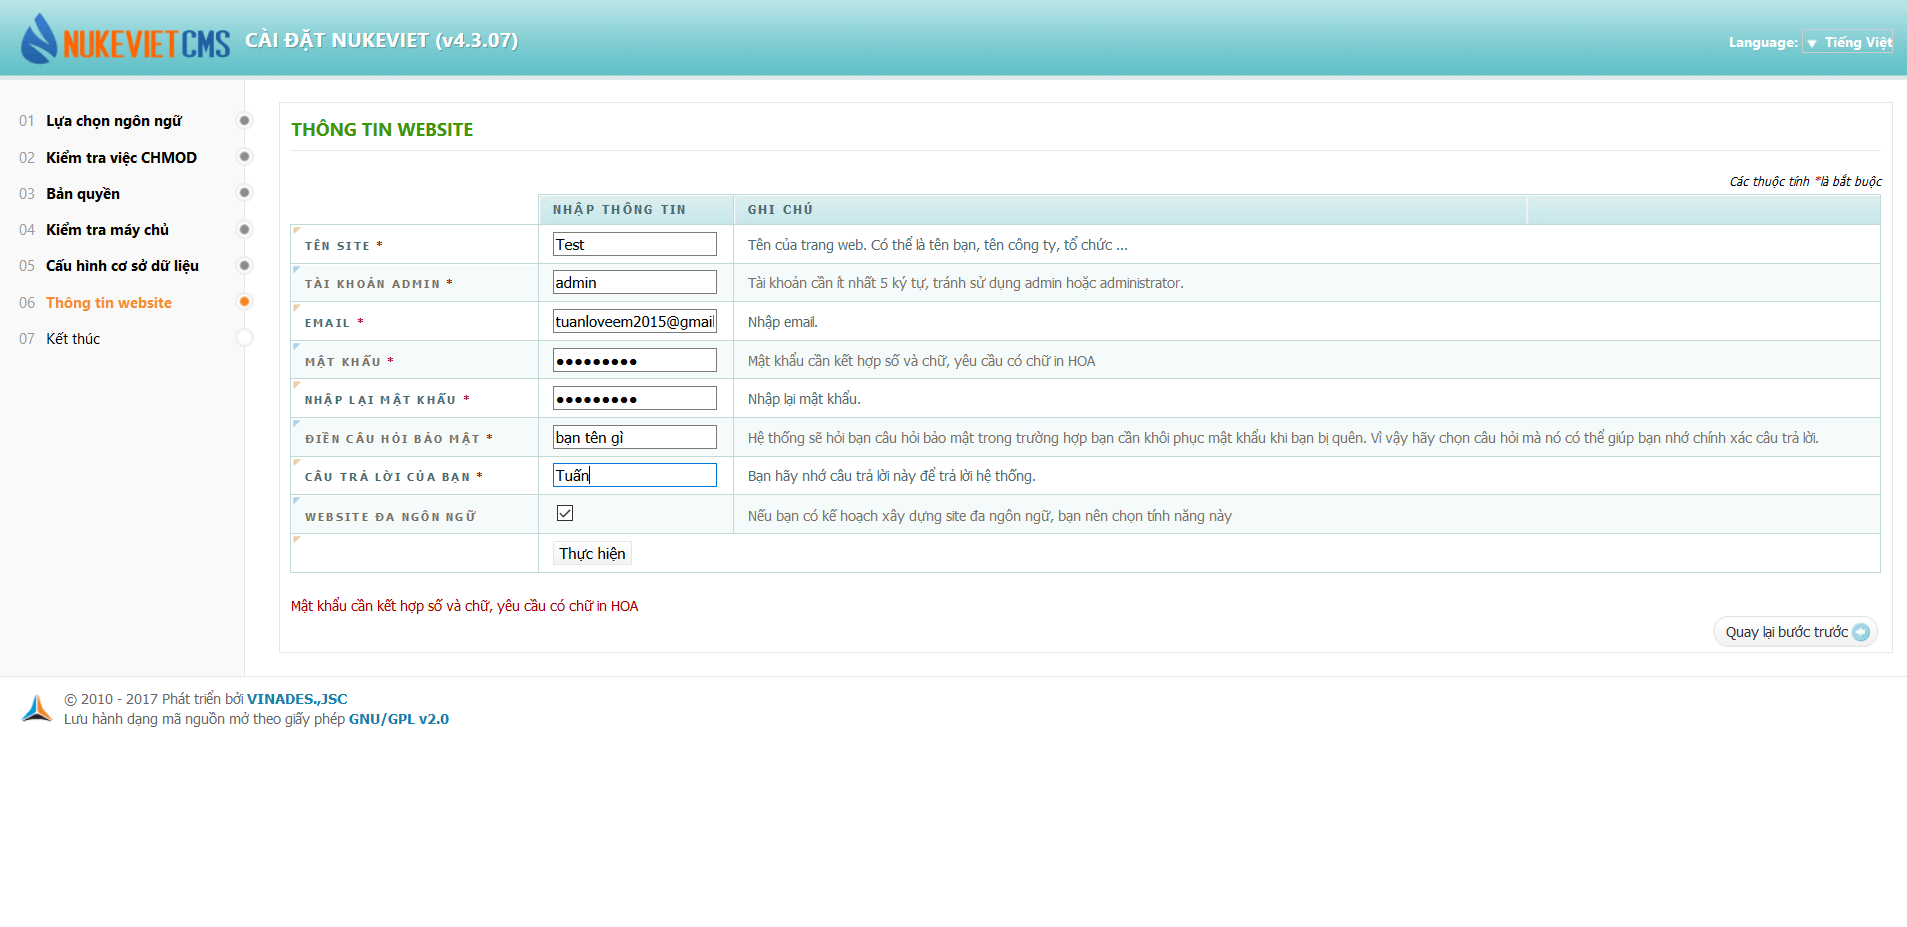 NUKEVIETCMS CÀI ĐẶT NUKEVIET (v4.3.07)
Language: Tiếng Việt
01 Lựa chọn ngôn ngữ
02 Kiểm tra việc CHMOD
03 Bản quyền
04 Kiểm tra máy chủ
05 Cấu hình cơ sở dữ liệu
06 Thông tin website
07 Kết thúc
THÔNG TIN WEBSITE
Các thuộc tính *là bắt buộc
NHẬP THÔNG TIN GHI CHÚ
TÊN SITE * Test Tên của trang web. Có thể là tên bạn, tên công ty, tổ chức ...
TÀI KHOẢN ADMIN * admin Tài khoản cần ít nhất 5 ký tự, tránh sử dụng admin hoặc administrator.
EMAIL * tuanloveem2015@gmail Nhập email.
MẬT KHẨU * ●●●●●●●●● Mật khẩu cần kết hợp số và chữ, yêu cầu có chữ in HOA
NHẬP LẠI MẬT KHẨU * ●●●●●●●●● Nhập lại mật khẩu.
ĐIỀN CÂU HỎI BẢO MẬT * bạn tên gì Hệ thống sẽ hỏi bạn câu hỏi bảo mật trong trường hợp bạn cần khôi phục mật khẩu khi bạn bị quên. Vì vậy hãy chọn câu hỏi mà nó có thể giúp bạn nhớ chính xác câu trả lời.
CÂU TRẢ LỜI CỦA BẠN * Tuấn Bạn hãy nhớ câu trả lời này để trả lời hệ thống.
WEBSITE ĐA NGÔN NGỮ Nếu bạn có kế hoạch xây dựng site đa ngôn ngữ, bạn nên chọn tính năng này
Thực hiện
Mật khẩu cần kết hợp số và chữ, yêu cầu có chữ in HOA
Quay lại bước trước
© 2010 - 2017 Phát triển bởi VINADES.,JSC
Lưu hành dạng mã nguồn mở theo giấy phép GNU/GPL v2.0